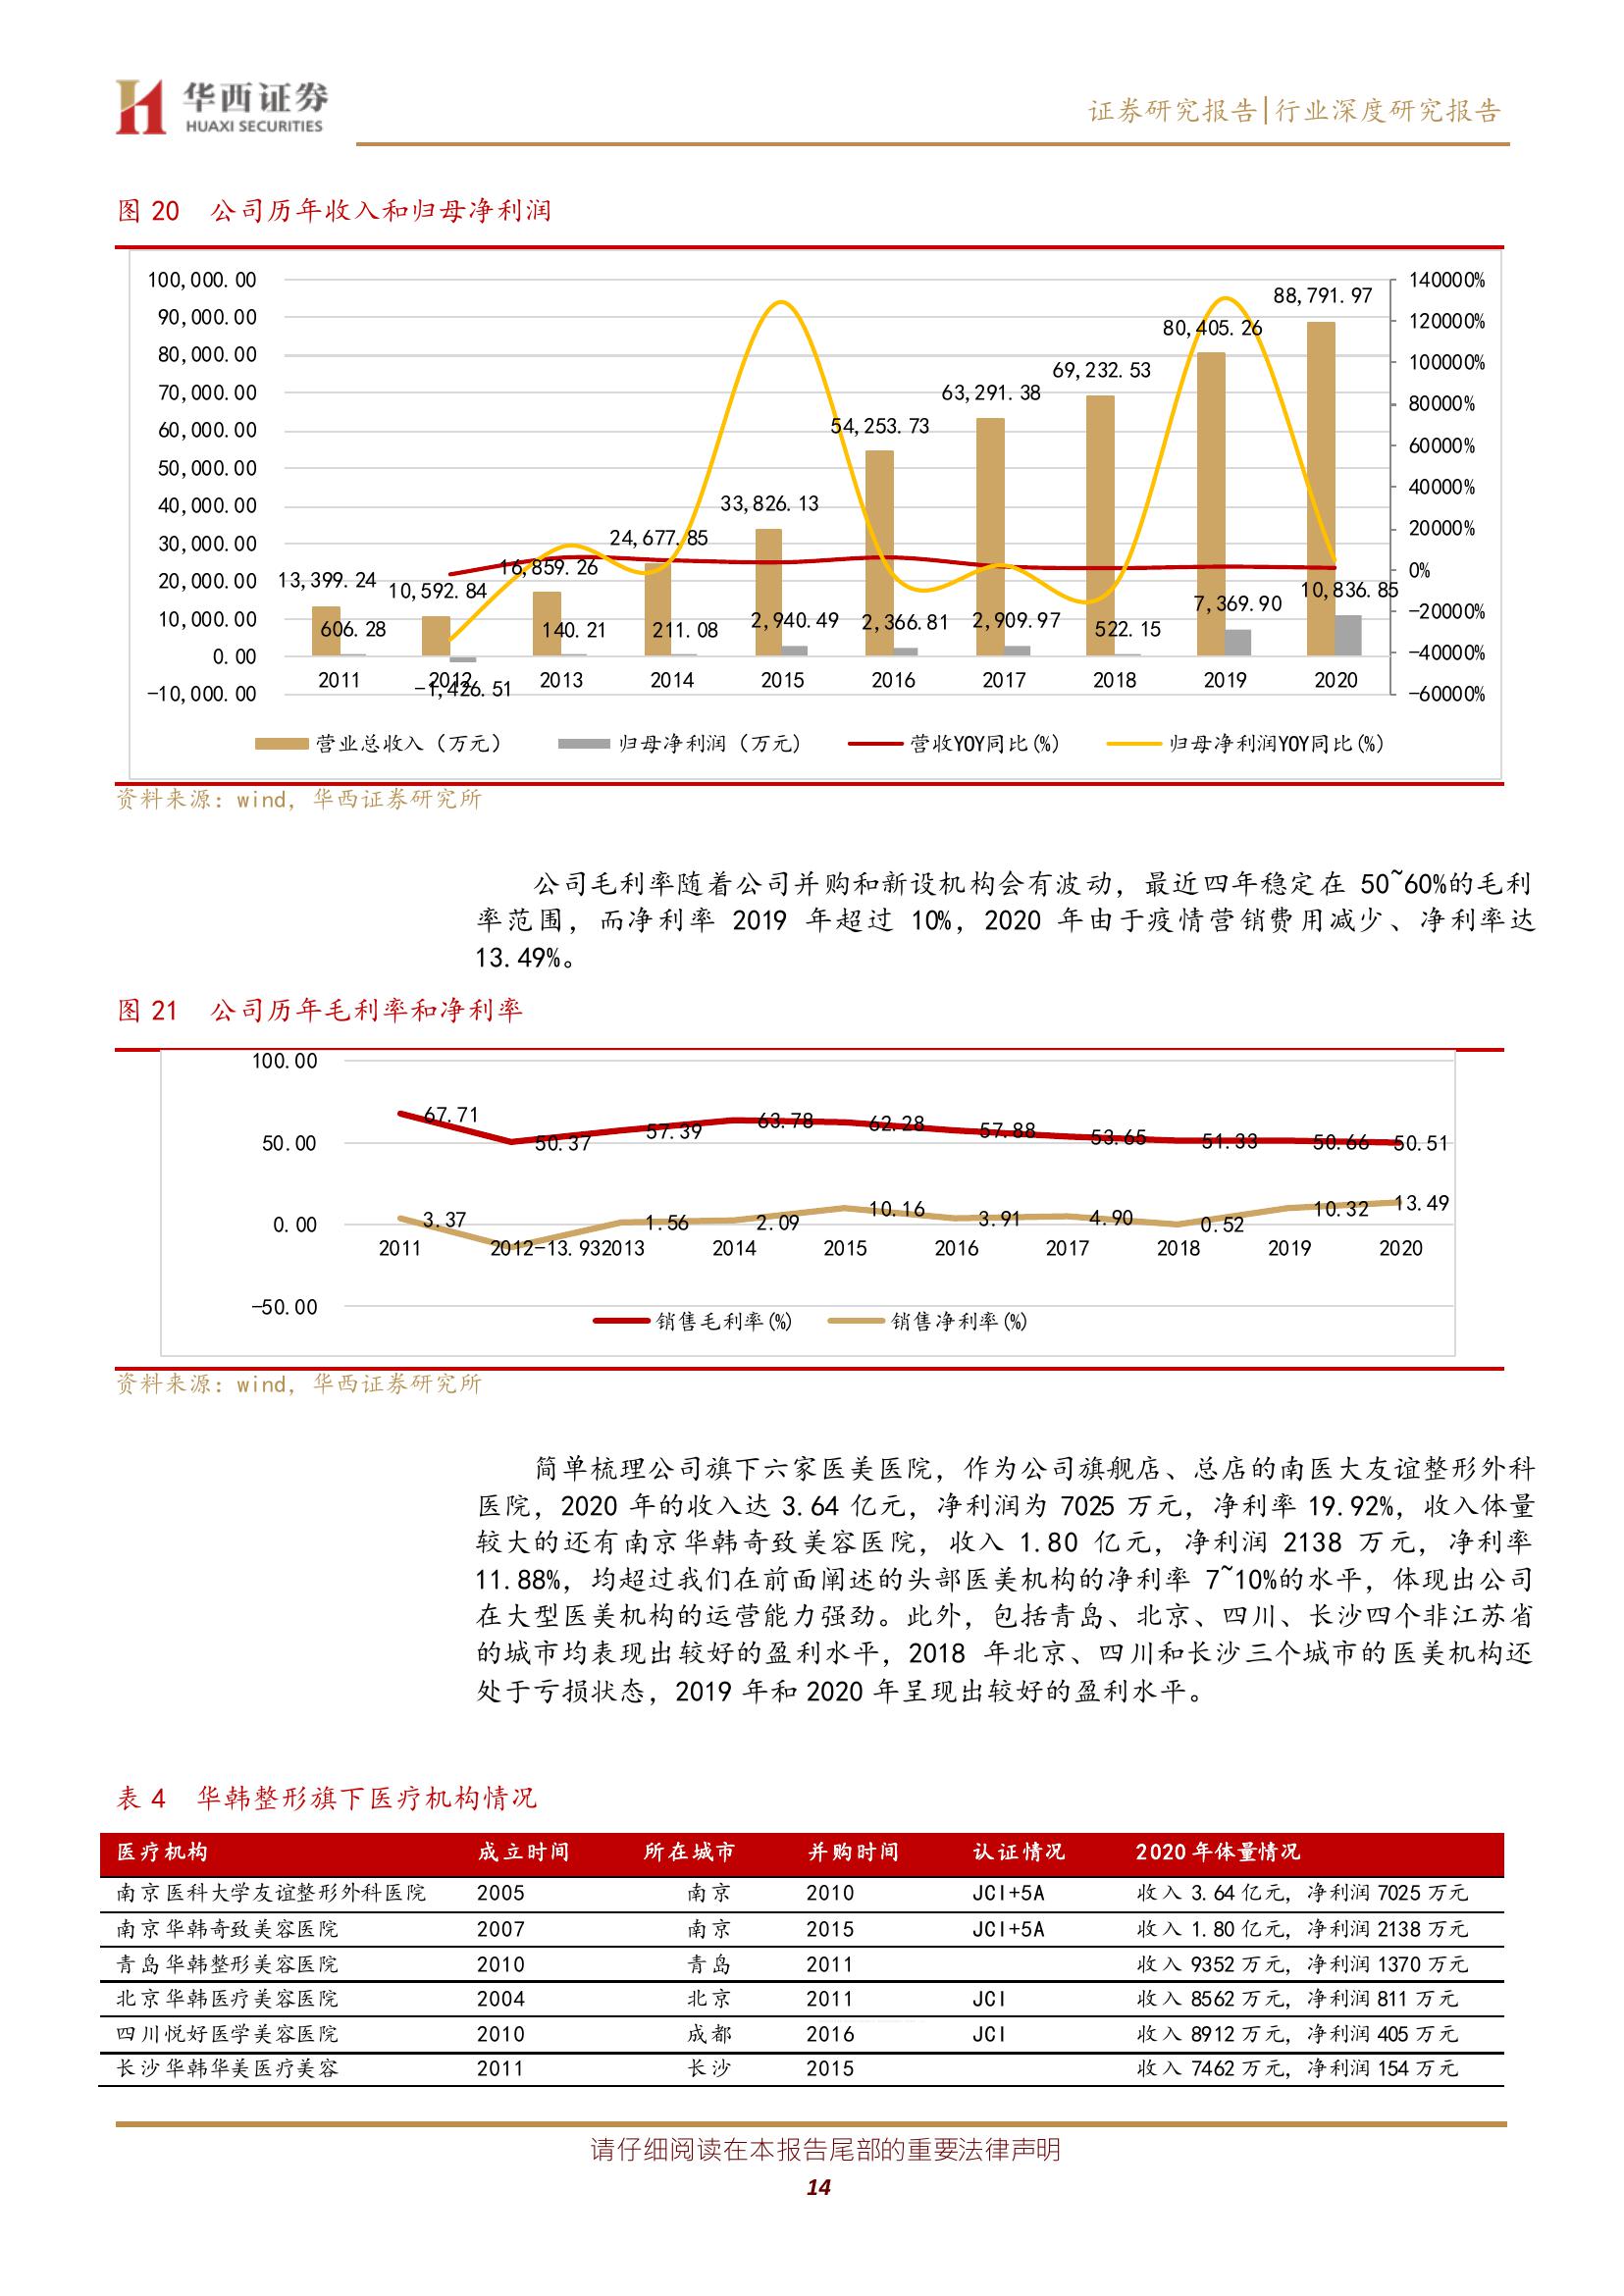 华西证券
HUAXI SECURITIES
证券研究报告|行业深度研究报告
图 20 公司历年收入和归母净利润
100,000.00
90,000.00
80,000.00
70,000.00
60,000.00
50,000.00
40,000.00
30,000.00
20,000.00
10,000.00
0.00
-10,000.00
140000%
120000%
100000%
80000%
60000%
40000%
20000%
0%
-20000%
-40000%
-60000%
13,399.24
10,592.84
16,859.26
24,677.85
33,826.13
54,253.73
63,291.38
69,232.53
80,405.26
88,791.97
606.28
-1,426.51
140.21
211.08
2,940.49
2,366.81
2,909.97
522.15
7,369.90
10,836.85
2011 2012 2013 2014 2015 2016 2017 2018 2019 2020
营业总收入（万元） 归母净利润（万元） 营收YOY同比(%) 归母净利润YOY同比(%)
资料来源：wind，华西证券研究所
公司毛利率随着公司并购和新设机构会有波动，最近四年稳定在 50~60%的毛利
率范围，而净利率 2019 年超过 10%，2020 年由于疫情营销费用减少、净利率达
13.49%。
图 21 公司历年毛利率和净利率
100.00
50.00
0.00
-50.00
67.71 50.37 57.39 63.78 62.28 57.88 53.65 51.33 50.66 50.51
3.37 -13.93 1.56 2.09 10.16 3.91 4.90 0.52 10.32 13.49
2011 2012 2013 2014 2015 2016 2017 2018 2019 2020
销售毛利率(%) 销售净利率(%)
资料来源：wind，华西证券研究所
简单梳理公司旗下六家医美医院，作为公司旗舰店、总店的南医大友谊整形外科
医院，2020 年的收入达 3.64 亿元，净利润为 7025 万元，净利率 19.92%，收入体量
较大的还有南京华韩奇致美容医院，收入 1.80 亿元，净利润 2138 万元，净利率
11.88%，均超过我们在前面阐述的头部医美机构的净利率 7~10%的水平，体现出公司
在大型医美机构的运营能力强劲。此外，包括青岛、北京、四川、长沙四个非江苏省
的城市均表现出较好的盈利水平，2018 年北京、四川和长沙三个城市的医美机构还
处于亏损状态，2019 年和 2020 年呈现出较好的盈利水平。
表 4 华韩整形旗下医疗机构情况
医疗机构 成立时间 所在城市 并购时间 认证情况 2020 年体量情况
南京医科大学友谊整形外科医院 2005 南京 2010 JCI+5A 收入 3.64 亿元，净利润 7025 万元
南京华韩奇致美容医院 2007 南京 2015 JCI+5A 收入 1.80 亿元，净利润 2138 万元
青岛华韩整形美容医院 2010 青岛 2011 收入 9352 万元，净利润 1370 万元
北京华韩医疗美容医院 2004 北京 2011 JCI 收入 8562 万元，净利润 811 万元
四川悦好医学美容医院 2010 成都 2016 JCI 收入 8912 万元，净利润 405 万元
长沙华韩华美医疗美容 2011 长沙 2015 收入 7462 万元，净利润 154 万元
请仔细阅读在本报告尾部的重要法律声明
14